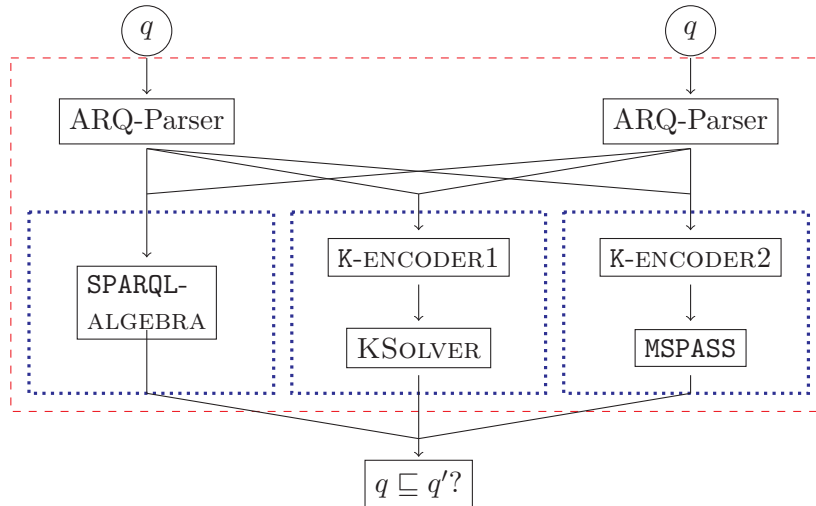 q
q
ARQ-Parser
ARQ-Parser
SPARQL-
ALGEBRA
K-ENCODER1
K-ENCODER2
KSOLVER
MSPASS
q ⊑ q′?